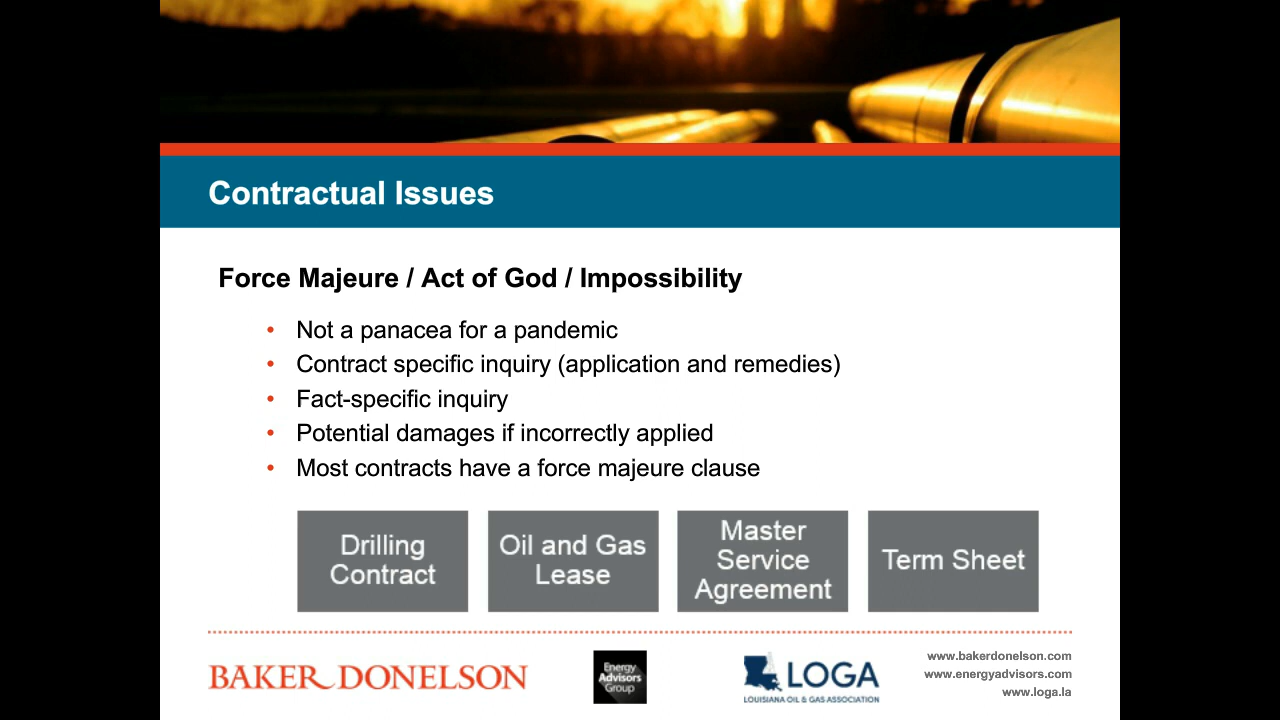 Contractual Issues
Force Majeure / Act of God / Impossibility
• Not a panacea for a pandemic
• Contract specific inquiry (application and remedies)
• Fact-specific inquiry
• Potential damages if incorrectly applied
• Most contracts have a force majeure clause
Drilling
Contract
Oil and Gas
Lease
Master
Service
Agreement
Term Sheet
BAKER DONELSON
Energy
Advisors
Group
LOGA
LOUISIANA OIL & GAS ASSOCIATION
www.bakerdonelson.com
www.energyadvisors.com
www.loga.la